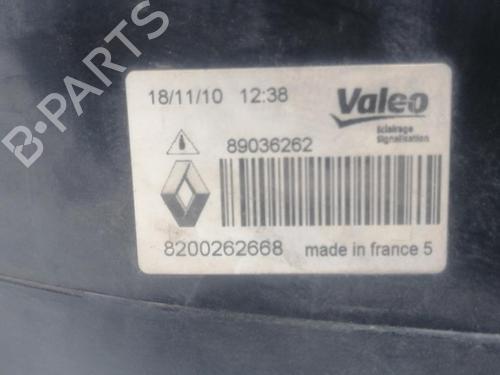 18/11/10 12:38
Valeo
Eclairage
Signalisation
89036262
8200262668 made in france 5
B-PARTS